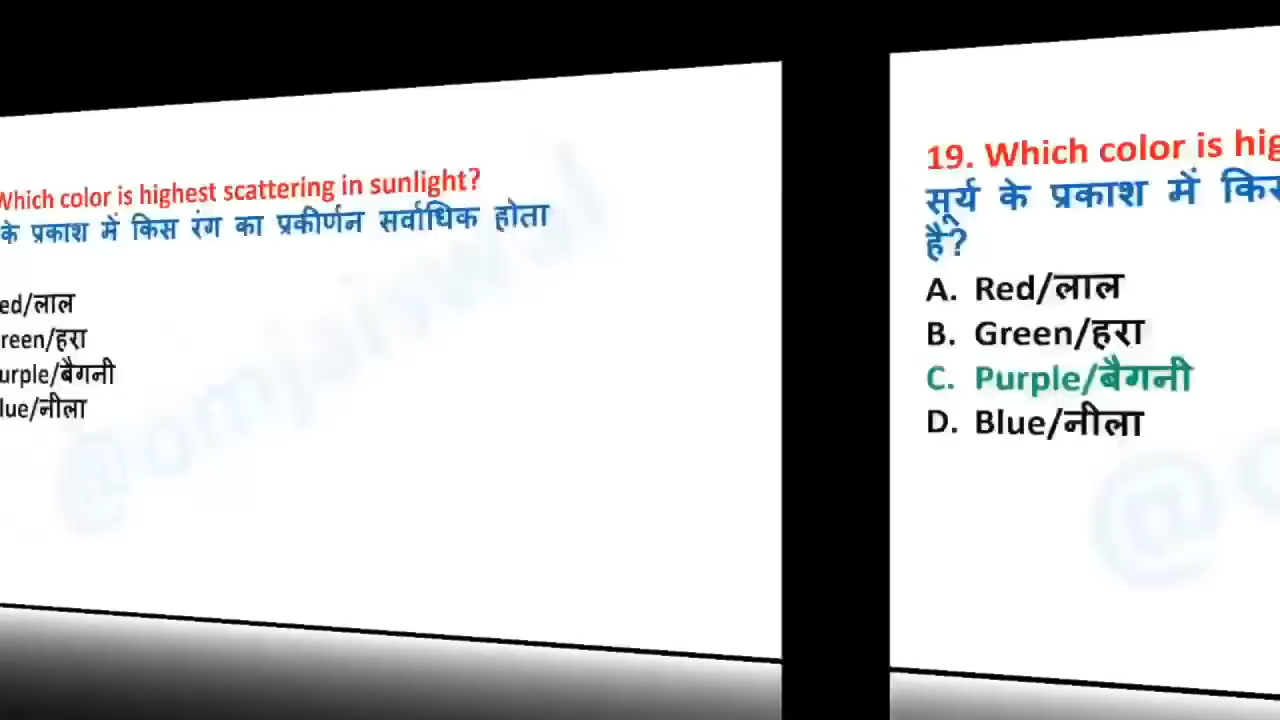 Which color is highest scattering in sunlight?
के प्रकाश में किस रंग का प्रकीर्णन सर्वाधिक होता
ed/लाल
reen/हरा
urple/बैगनी
lue/नीला
@omjaiswal
19. Which color is hig
सूर्य के प्रकाश में किस
है?
A. Red/लाल
B. Green/हरा
C. Purple/बैगनी
D. Blue/नीला
@o